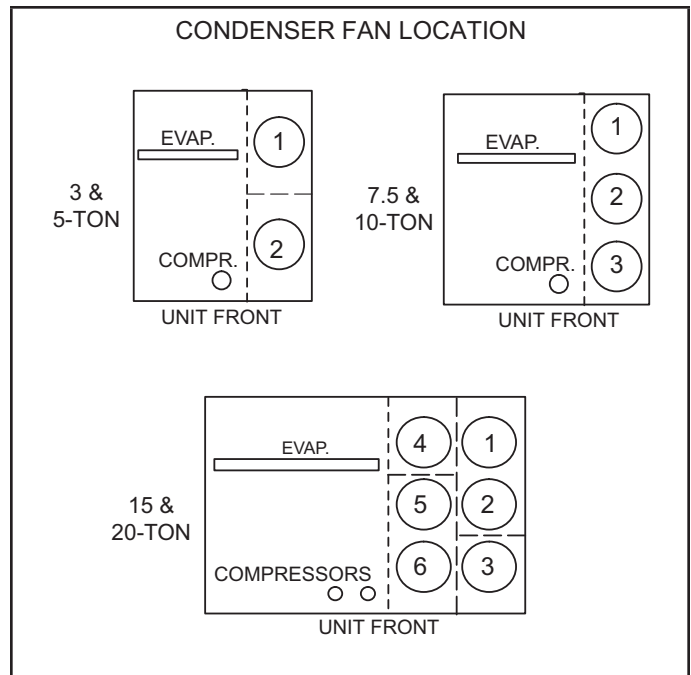 CONDENSER FAN LOCATION
3 &
5-TON
EVAP.
1
2
COMPR.
UNIT FRONT
7.5 &
10-TON
EVAP.
1
2
3
COMPR.
UNIT FRONT
15 &
20-TON
EVAP.
4
1
5
2
6
3
COMPRESSORS
UNIT FRONT